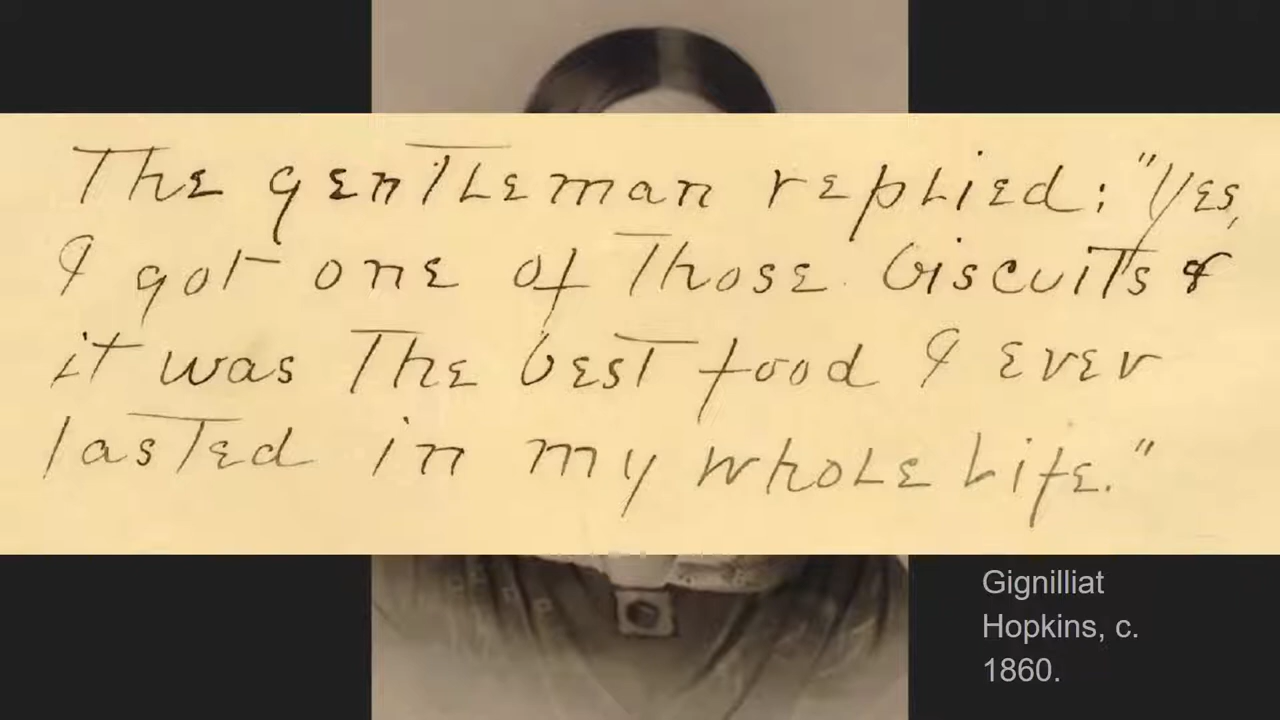 The gentleman replied: "Yes,
I got one of those biscuits &
it was the best food I ever
tasted in my whole life."
Gignilliat
Hopkins, c.
1860.